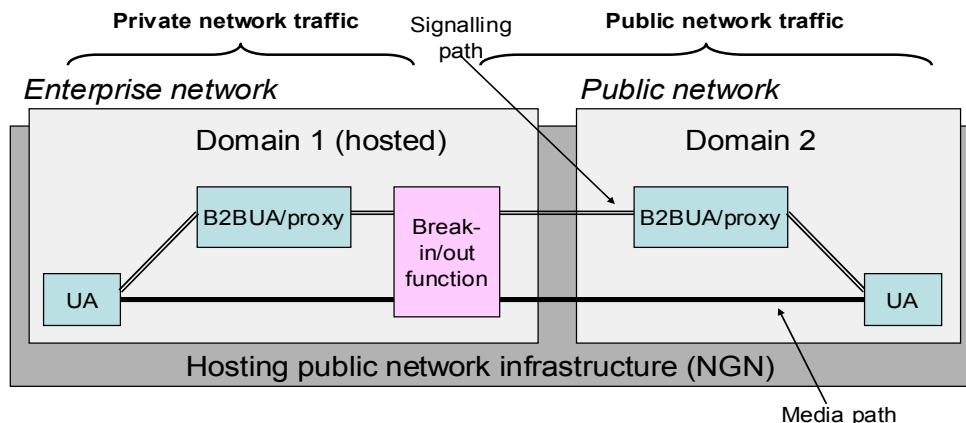 Private network traffic
Signalling
path
Public network traffic
Enterprise network
Public network
Domain 1 (hosted)
Domain 2
B2BUA/proxy
Break-
in/out
function
B2BUA/proxy
UA
UA
Hosting public network infrastructure (NGN)
Media path